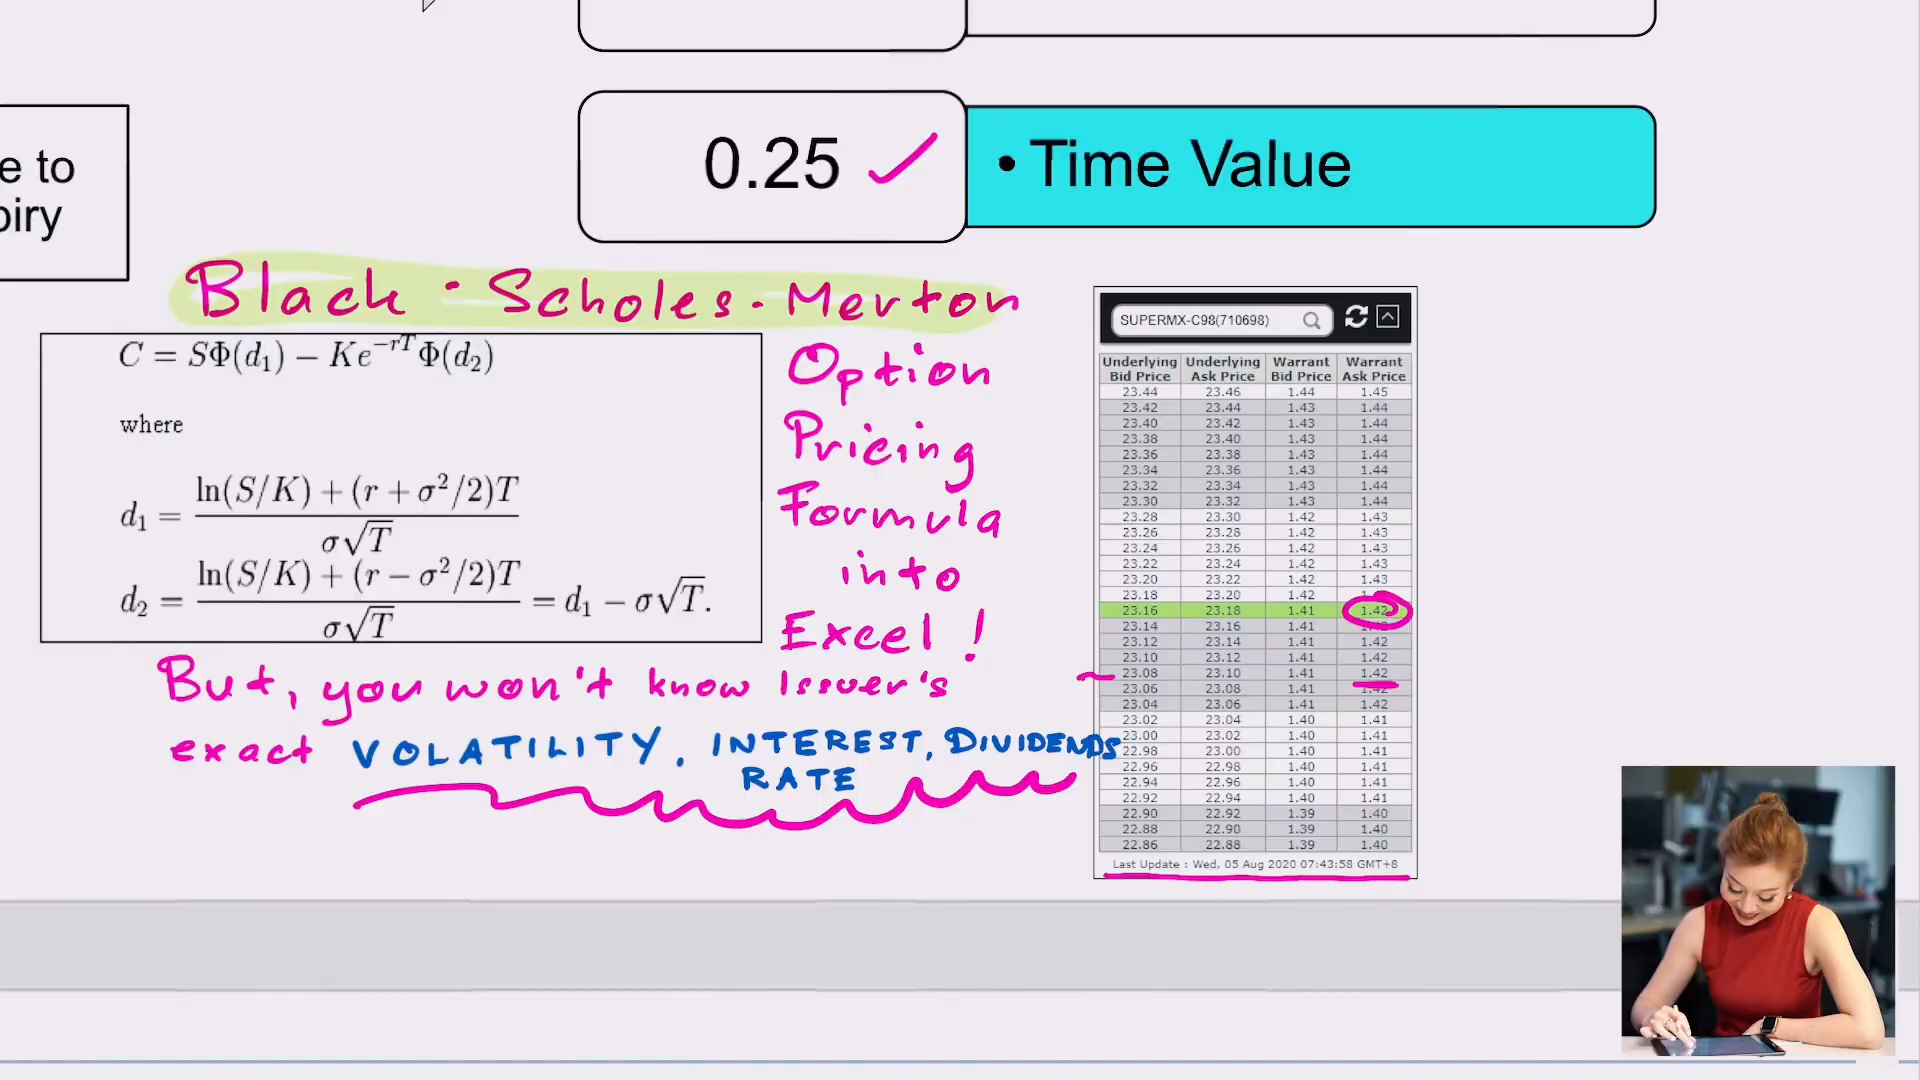 e to
piry
0.25
• Time Value
Black - Scholes - Merton
C = SΦ(d₁) − Ke^{−rT}Φ(d₂)
where
d₁ = (ln(S/K) + (r + σ²/2)T) / (σ√T)
d₂ = (ln(S/K) + (r − σ²/2)T) / (σ√T) = d₁ − σ√T.
Option
Pricing
Formula
into
Excel !
But, you won't know Issuer's
exact VOLATILITY, INTEREST, DIVIDENDS
RATE
SUPERMX-C98(710698)
Underlying Bid Price Underlying Ask Price Warrant Bid Price Warrant Ask Price
23.44 23.46 1.44 1.45
23.42 23.44 1.43 1.44
23.40 23.42 1.43 1.44
23.38 23.40 1.43 1.44
23.36 23.38 1.43 1.44
23.34 23.36 1.43 1.44
23.32 23.34 1.43 1.44
23.30 23.32 1.43 1.44
23.28 23.30 1.42 1.43
23.26 23.28 1.42 1.43
23.24 23.26 1.42 1.43
23.22 23.24 1.42 1.43
23.20 23.22 1.42 1.43
23.18 23.20 1.42
23.16 23.18 1.41 1.42
23.14 23.16 1.41
23.12 23.14 1.41 1.42
23.10 23.12 1.41 1.42
23.08 23.10 1.41 1.42
23.06 23.08 1.41 1.42
23.04 23.06 1.41 1.42
23.02 23.04 1.40 1.41
23.00 23.02 1.40 1.41
22.98 23.00 1.40 1.41
22.96 22.98 1.40 1.41
22.94 22.96 1.40 1.41
22.92 22.94 1.40 1.41
22.90 22.92 1.39 1.40
22.88 22.90 1.39 1.40
22.86 22.88 1.39 1.40
Last Update : Wed, 05 Aug 2020 07:43:58 GMT+8